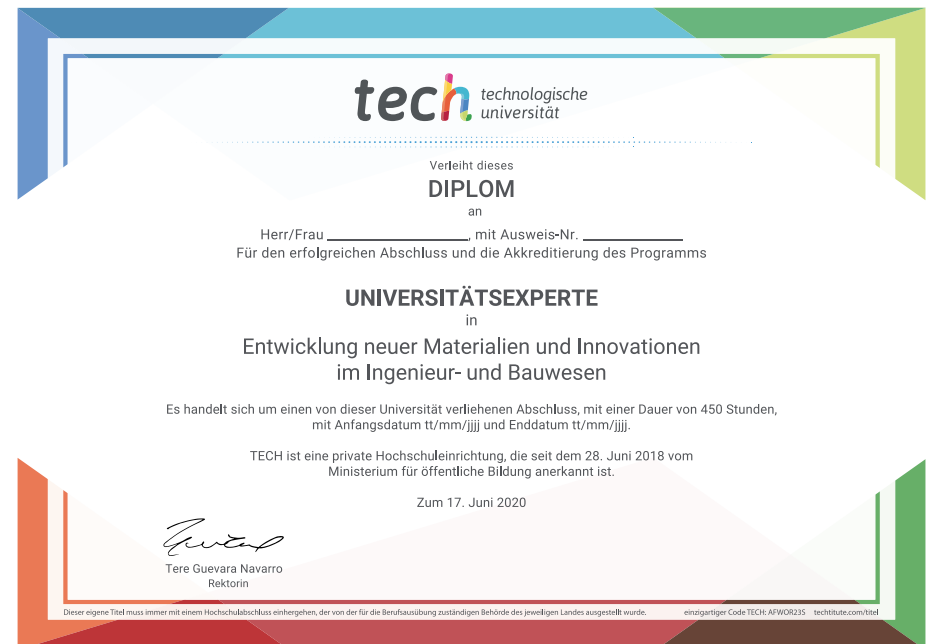 tech technologische
universität
Verleiht dieses
DIPLOM
an
Herr/Frau ____________________, mit Ausweis-Nr. ______________
Für den erfolgreichen Abschluss und die Akkreditierung des Programms
UNIVERSITÄTSEXPERTE
in
Entwicklung neuer Materialien und Innovationen
im Ingenieur- und Bauwesen
Es handelt sich um einen von dieser Universität verliehenen Abschluss, mit einer Dauer von 450 Stunden,
mit Anfangsdatum tt/mm/jjjj und Enddatum tt/mm/jjjj.
TECH ist eine private Hochschuleinrichtung, die seit dem 28. Juni 2018 vom
Ministerium für öffentliche Bildung anerkannt ist.
Zum 17. Juni 2020
Tere Guevara Navarro
Rektorin
Dieser eigene Titel muss immer mit einem Hochschulabschluss einhergehen, der von der für die Berufsausübung zuständigen Behörde des jeweiligen Landes ausgestellt wurde. einzigartiger Code TECH: AFWOR23S techtitute.com/titel